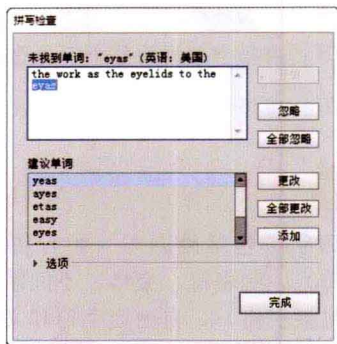 拼写检查
未找到单词: "eyas" (英语: 美国)
the work as the eyelids to the
eyas
忽略
全部忽略
建议单词
yeas
ayes
etas
easy
eyes
更改
全部更改
添加
选项
完成